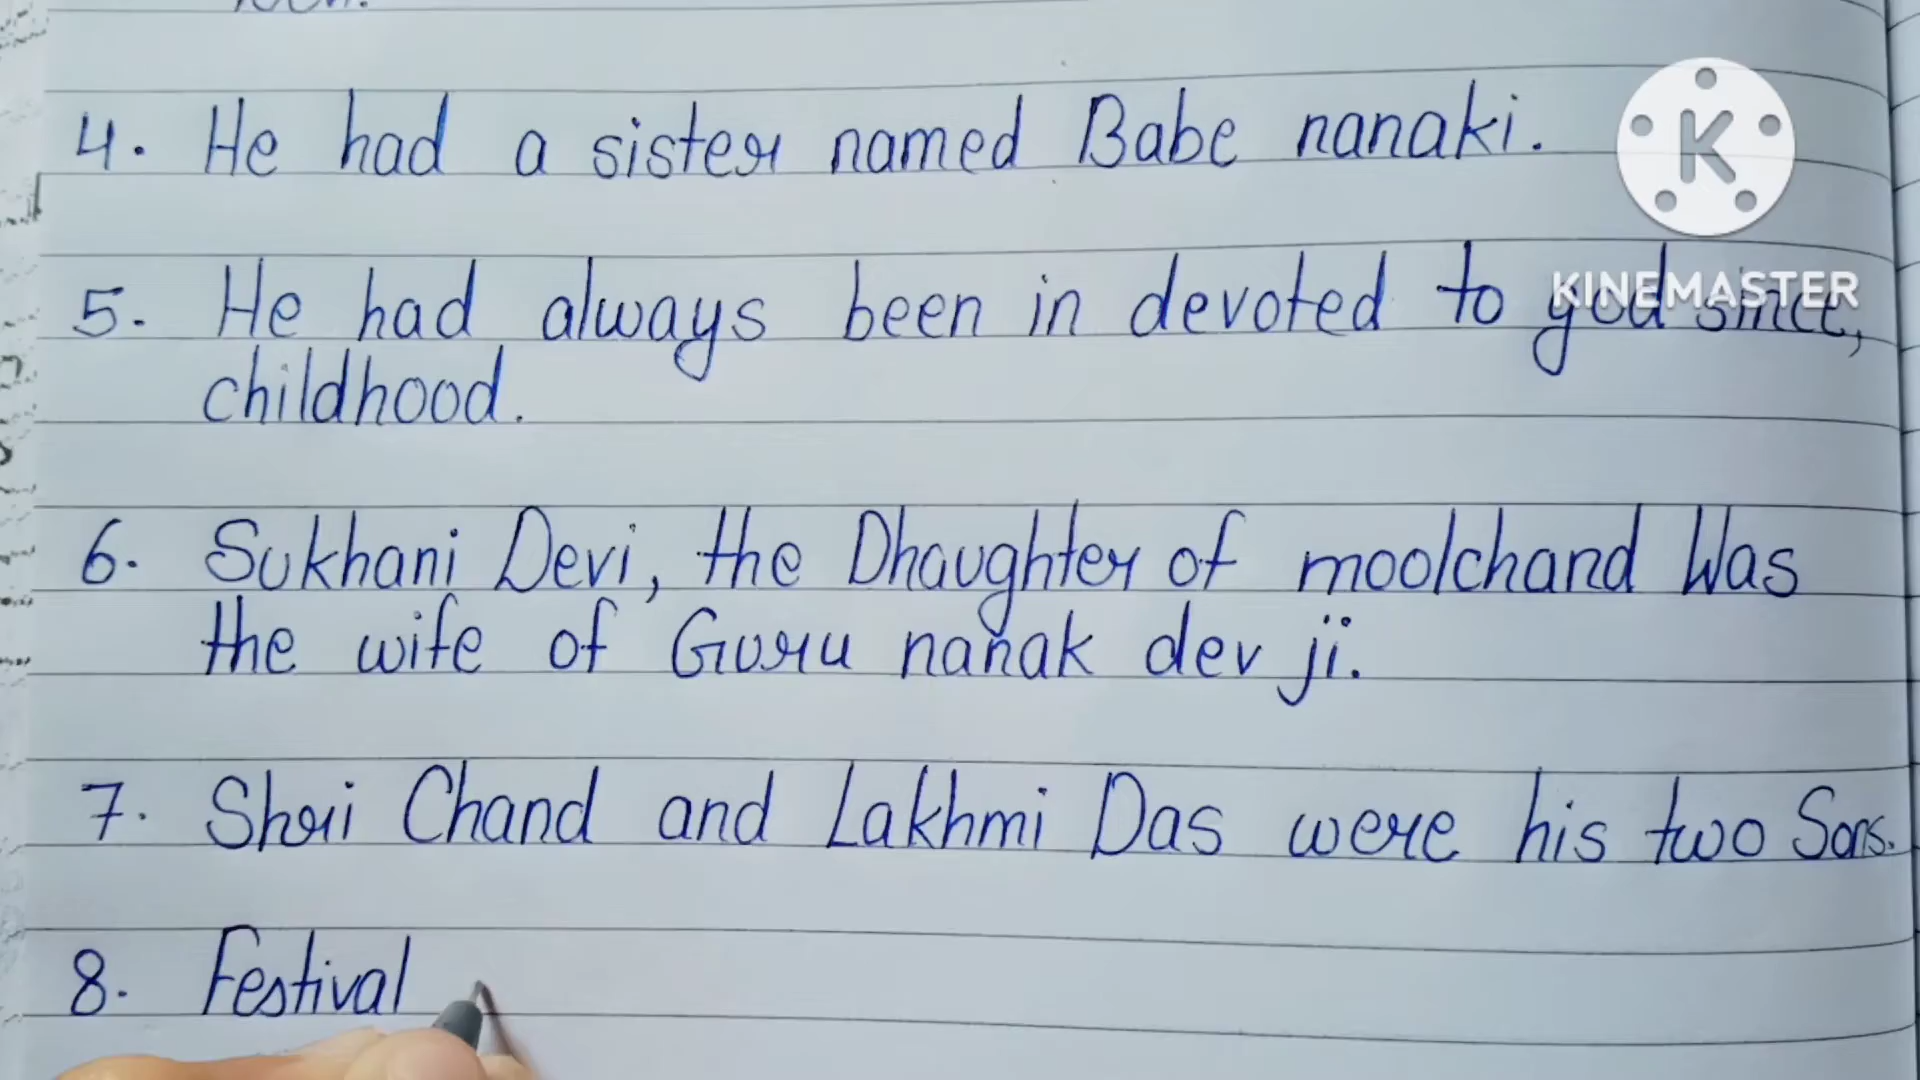 4. He had a sister named Babe nanaki.
K
KINEMASTER
5. He had always been in devoted to god since,
childhood.
6. Sukhani Devi, the Dhaughter of moolchand Was
the wife of Guru nanak dev ji.
7. Shri Chand and Lakhmi Das were his two Sons.
8. Festival